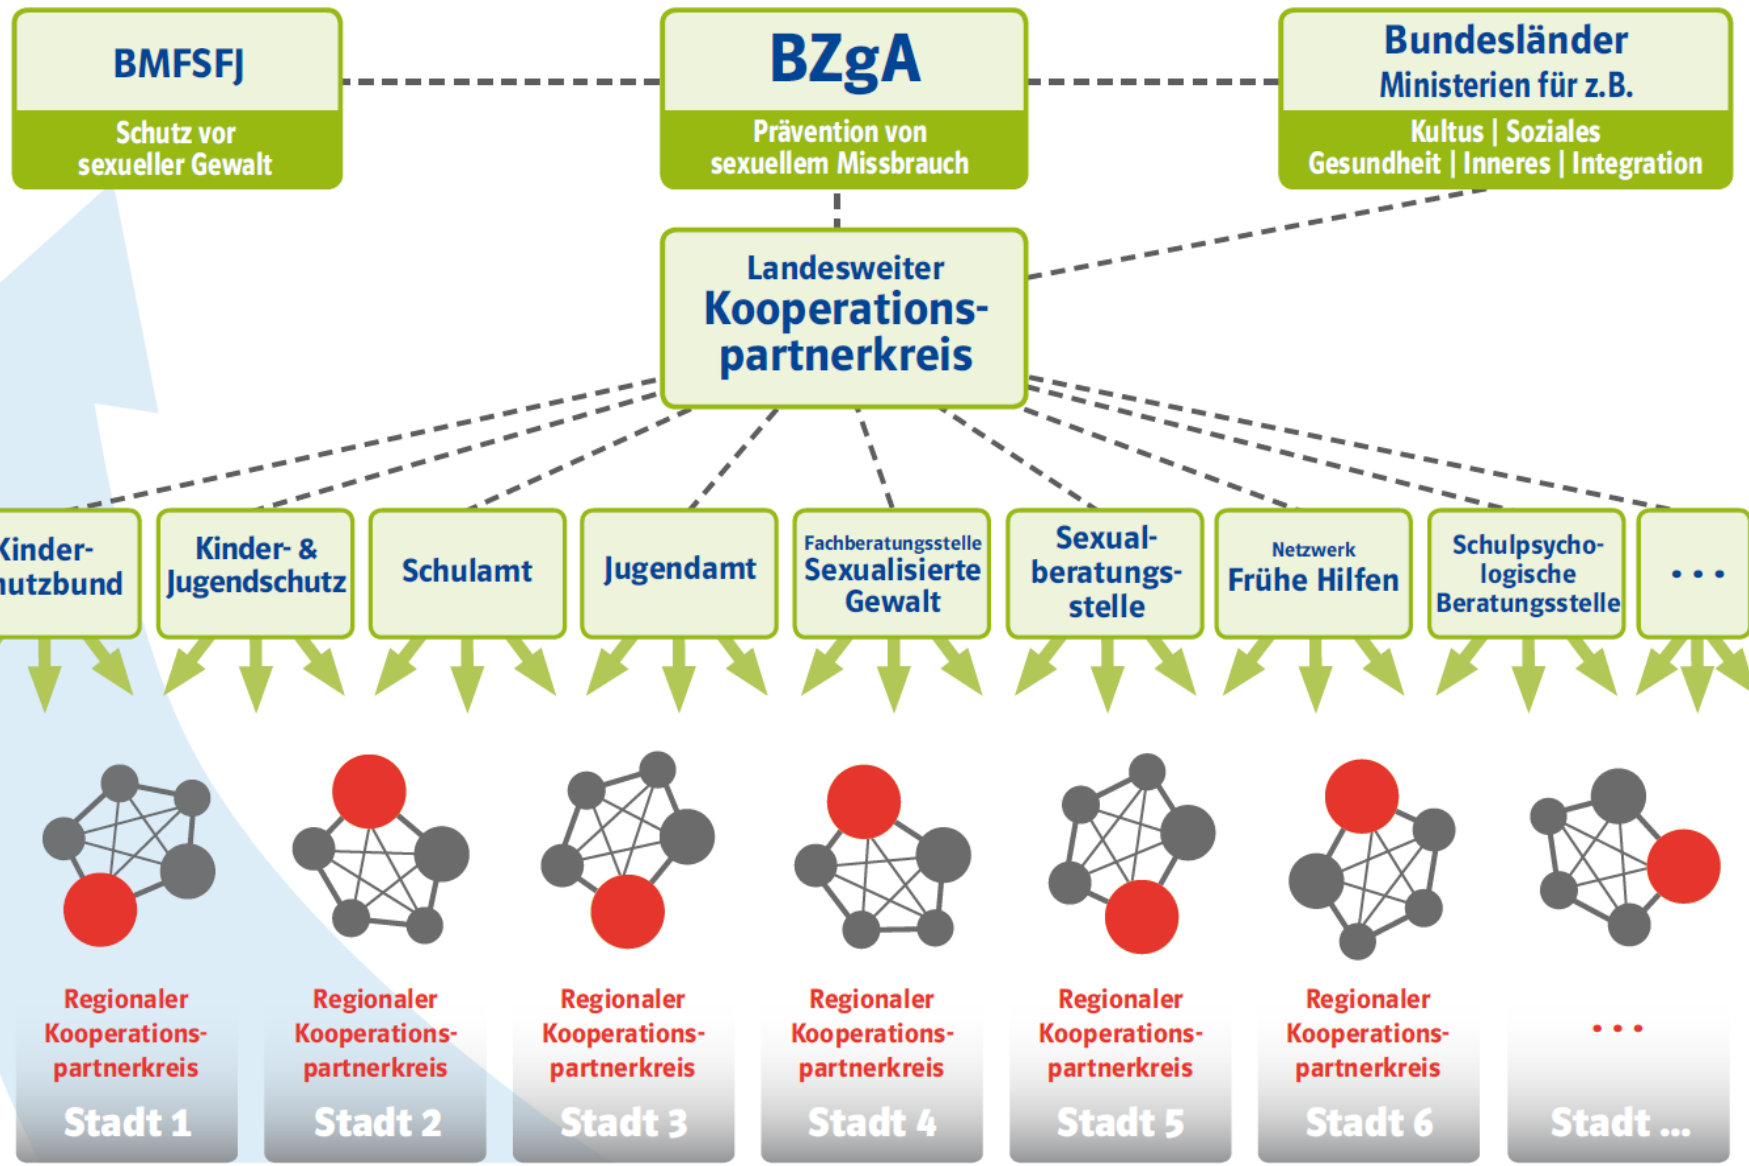 BMFSFJ
Schutz vor
sexueller Gewalt
BZgA
Prävention von
sexuellem Missbrauch
Bundesländer
Ministerien für z.B.
Kultus | Soziales
Gesundheit | Inneres | Integration
Landesweiter
Kooperations-
partnerkreis
Kinder-
hutzbund
Kinder- &
Jugendschutz
Schulamt
Jugendamt
Fachberatungsstelle
Sexualisierte
Gewalt
Sexual-
beratungs-
stelle
Netzwerk
Frühe Hilfen
Schulpsycho-
logische
Beratungsstelle
...
Regionaler
Kooperations-
partnerkreis
Stadt 1
Regionaler
Kooperations-
partnerkreis
Stadt 2
Regionaler
Kooperations-
partnerkreis
Stadt 3
Regionaler
Kooperations-
partnerkreis
Stadt 4
Regionaler
Kooperations-
partnerkreis
Stadt 5
Regionaler
Kooperations-
partnerkreis
Stadt 6
...
Stadt ...